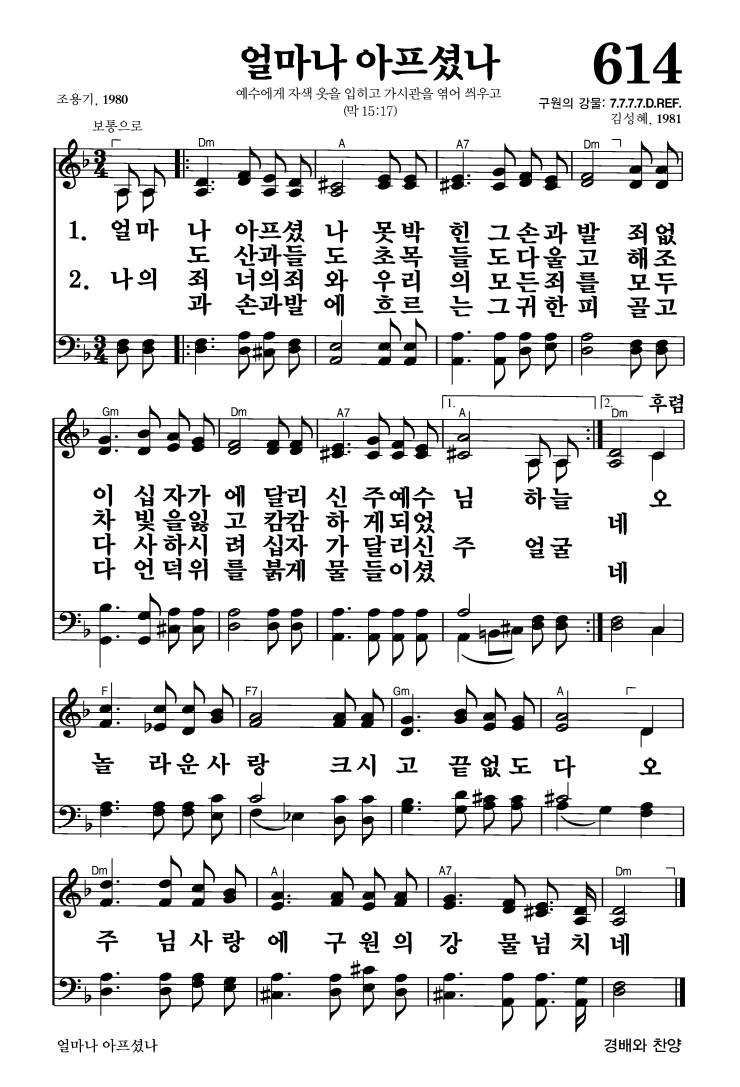 얼마나 아프셨나
614
조용기, 1980
예수에게 자색 옷을 입히고 가시관을 엮어 씌우고
(막 15:17)
구원의 강물: 7.7.7.7.D.REF.
김성혜, 1981
보통으로
Dm A A7 Dm
1. 얼마 나 아프셨 나 못박 힌 그손과 발 죄없
도 산과들 도 초목 들 도다울 고 해조
2. 나의 죄 너의죄 와 우리 의 모든죄 를 모두
과 손과발 에 흐르 는 그귀한 피 골고
Gm Dm A7 1. A 2. Dm 후렴
이 십자가 에 달리 신 주예수 님 하늘 오
차 빛을잃 고 캄캄 하 게되었 네
다 사하시 려 십자 가 달리신 주 얼굴
다 언덕위 를 붉게 물 들이셨 네
F F7 Gm A
놀 라운사 랑 크시 고 끝없도 다 오
Dm A A7 Dm
주 님사랑 에 구원의 강 물넘 치 네
얼마나 아프셨나
경배와 찬양